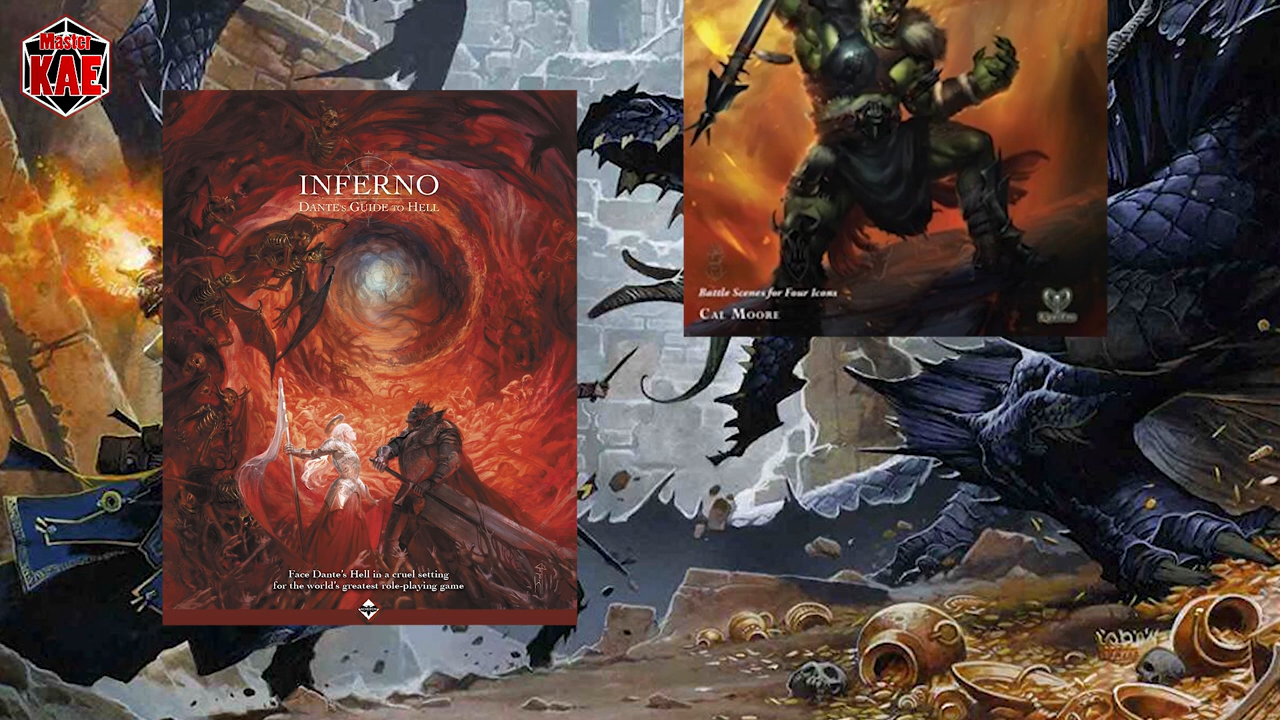 Master
KAE
INFERNO
DANTE'S GUIDE TO HELL
Face Dante's Hell in a cruel setting
for the world's greatest role-playing game
Battle Scenes for Four Icons
CAL MOORE